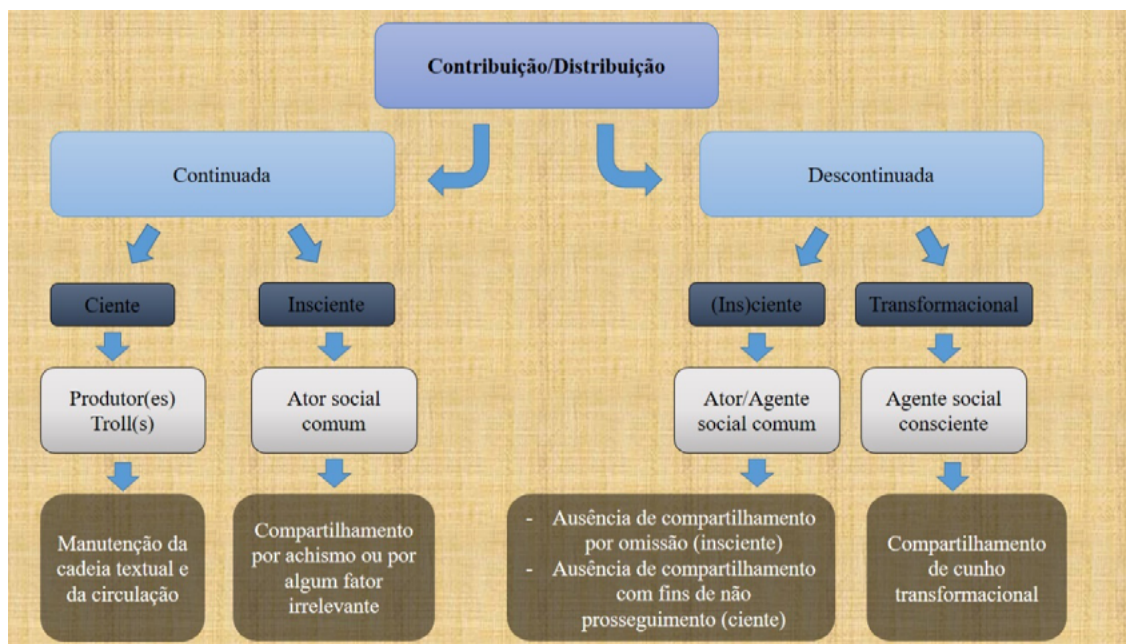 Contribuição/Distribuição
Continuada
Descontinuada
Ciente
Insciente
(Ins)ciente
Transformacional
Produtor(es)
Troll(s)
Ator social
comum
Ator/Agente
social comum
Agente social
consciente
Manutenção da
cadeia textual e
da circulação
Compartilhamento
por achismo ou por
algum fator
irrelevante
- Ausência de compartilhamento
por omissão (insciente)
- Ausência de compartilhamento
com fins de não
prosseguimento (ciente)
Compartilhamento
de cunho
transformacional